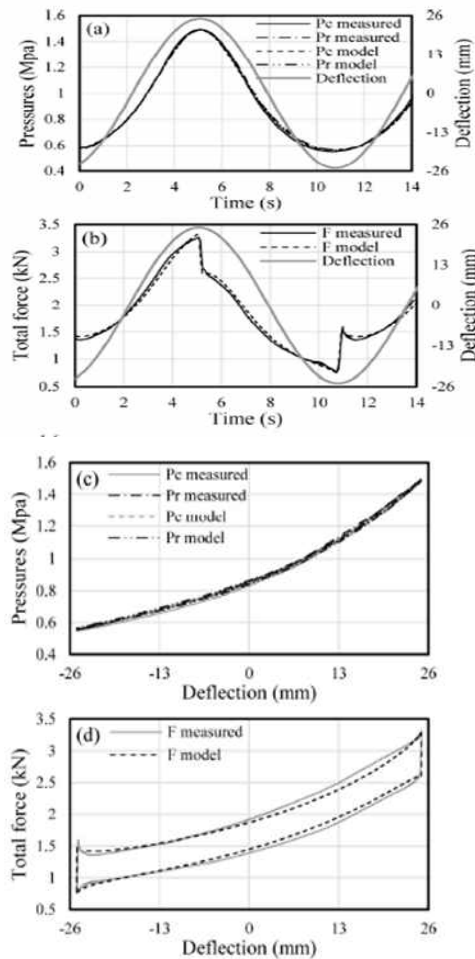 (a)
Pc measured
Pr measured
Pc model
Pr model
Deflection
Pressures (Mpa)
1.6
1.4
1.2
1
0.8
0.6
0.4
26
13
0
-13
-26
Deflection (mm)
0 2 4 6 8 10 12 14
Time (s)
(b)
F measured
F model
Deflection
Total force (kN)
3.5
3
2.5
2
1.5
1
0.5
26
13
0
-13
-26
Deflection (mm)
0 2 4 6 8 10 12 14
Time (s)
(c)
Pc measured
Pr measured
Pc model
Pr model
Pressures (Mpa)
1.6
1.4
1.2
1
0.8
0.6
0.4
-26 -13 0 13 26
Deflection (mm)
(d)
F measured
F model
Total force (kN)
3.5
3
2.5
2
1.5
1
0.5
-26 -13 0 13 26
Deflection (mm)